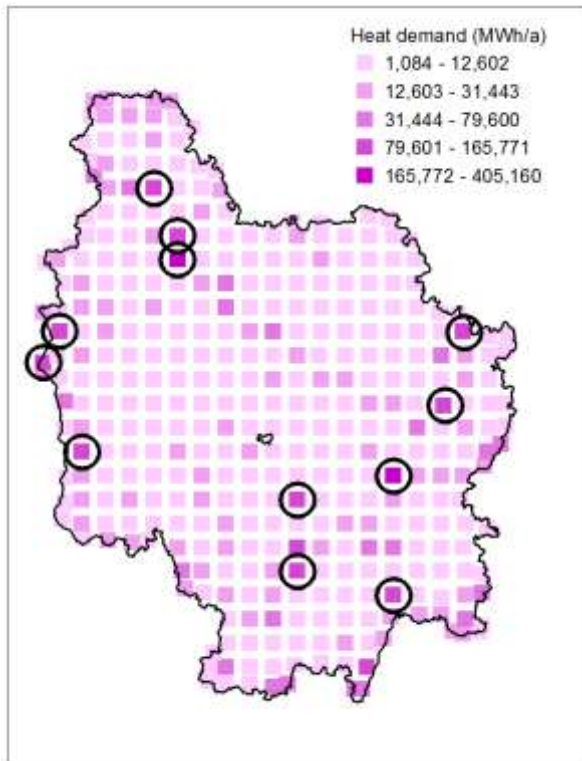 Heat demand (MWh/a)
1,084 - 12,602
12,603 - 31,443
31,444 - 79,600
79,601 - 165,771
165,772 - 405,160